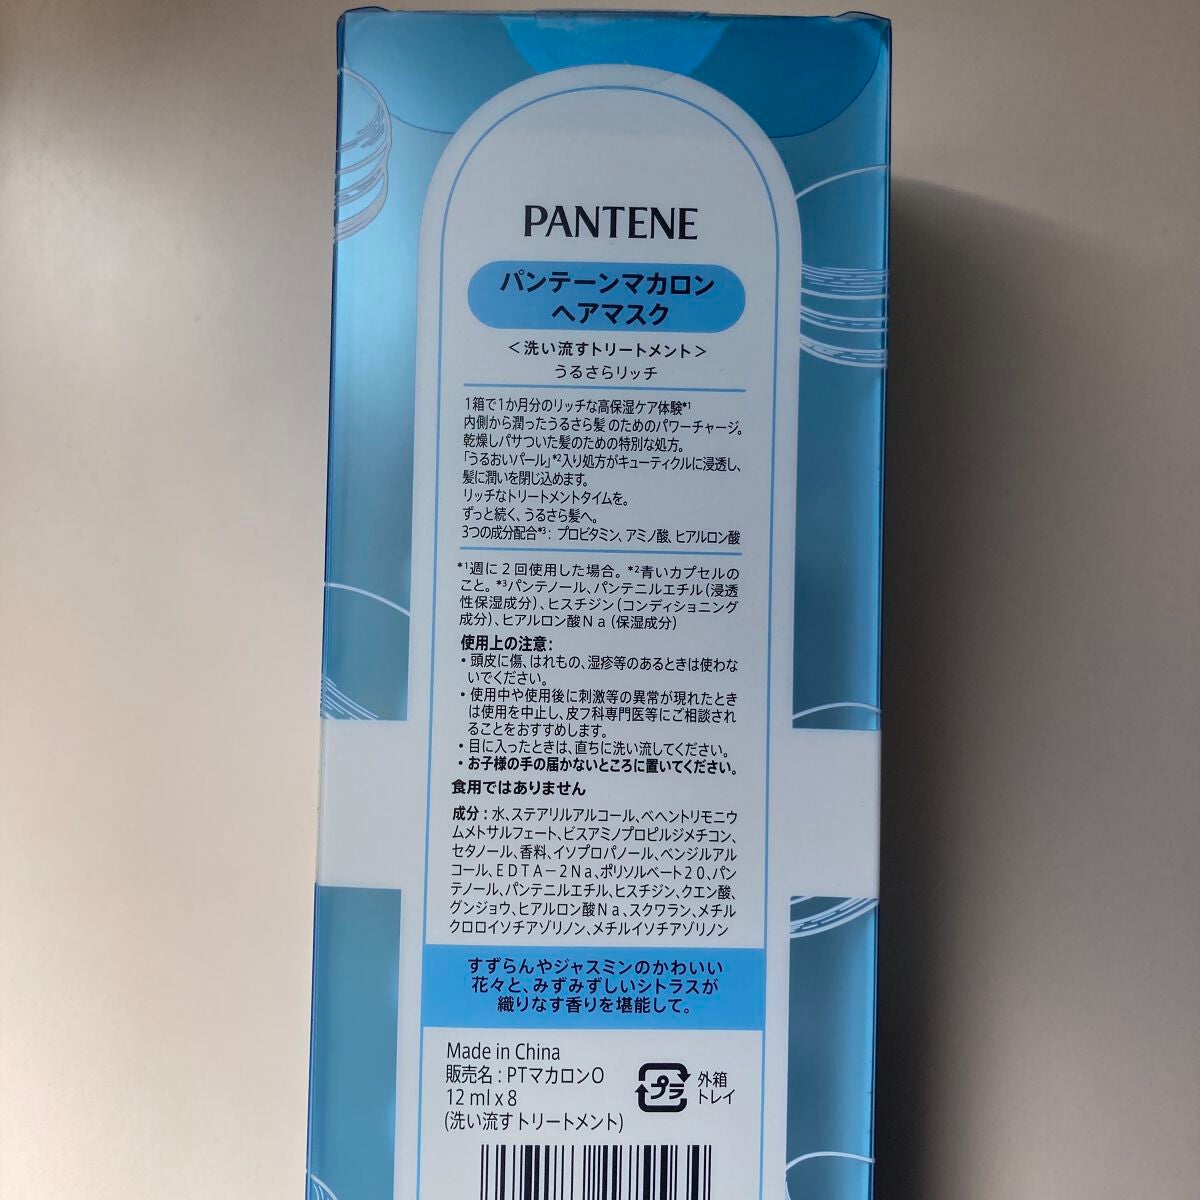 PANTENE
パンテーンマカロン
ヘアマスク
＜洗い流すトリートメント＞
うるさらリッチ
1箱で1か月分のリッチな高保湿ケア体験*1
内側から潤ったうるさら髪 のためのパワーチャージ。
乾燥しパサついた髪のための特別な処方。
「うるおいパール」*2入り処方がキューティクルに浸透し、
髪に潤いを閉じ込めます。
リッチなトリートメントタイムを。
ずっと続く、うるさら髪へ。
3つの成分配合*3: プロビタミン、アミノ酸、ヒアルロン酸
*1週に２回使用した場合。*2青いカプセルの
こと。*3パンテノール、パンテニルエチル（浸透
性保湿成分）、ヒスチジン（コンディショニング
成分）、ヒアルロン酸Ｎａ（保湿成分）
使用上の注意:
・頭皮に傷、はれもの、湿疹等のあるときは使わな
いでください。
・使用中や使用後に刺激等の異常が現れたとき
は使用を中止し、皮フ科専門医等にご相談され
ることをおすすめします。
・目に入ったときは、直ちに洗い流してください。
・お子様の手の届かないところに置いてください。
食用ではありません
成分：水、ステアリルアルコール、ベヘントリモニウ
ムメトサルフェート、ビスアミノプロピルジメチコン、
セタノール、香料、イソプロパノール、ベンジルアル
コール、ＥＤＴＡ－２Ｎａ、ポリソルベート２０、パン
テノール、パンテニルエチル、ヒスチジン、クエン酸、
グンジョウ、ヒアルロン酸Ｎａ、スクワラン、メチル
クロロイソチアゾリノン、メチルイソチアゾリノン
すずらんやジャスミンのかわいい
花々と、みずみずしいシトラスが
織りなす香りを堪能して。
Made in China
販売名：PTマカロンO
12 ml x 8
(洗い流すトリートメント)
プラ
外箱
トレイ